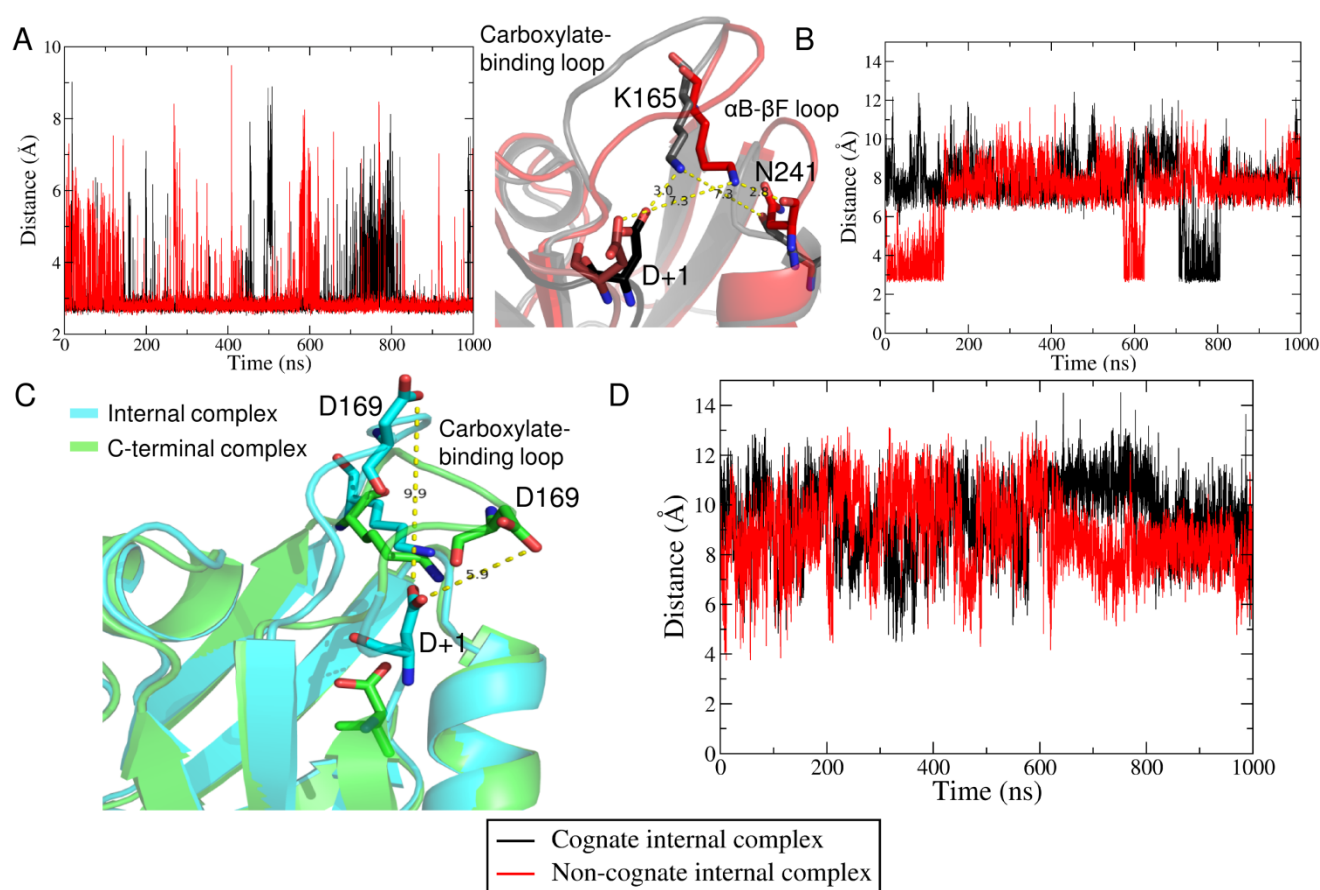 A
Distance (Å)
10
8
6
4
2
0
200
400
600
800
1000
Time (ns)
Carboxylate-
binding loop
K165
αB-βF loop
N241
3.0
7.3
7.3
D+1
B
Distance (Å)
14
12
10
8
6
4
2
0
0
200
400
600
800
1000
Time (ns)
C
Internal complex
C-terminal complex
D169
Carboxylate-
binding loop
D169
9.9
5.9
D+1
D
Distance (Å)
14
12
10
8
6
4
2
0
0
200
400
600
800
1000
Time (ns)
Cognate internal complex
Non-cognate internal complex